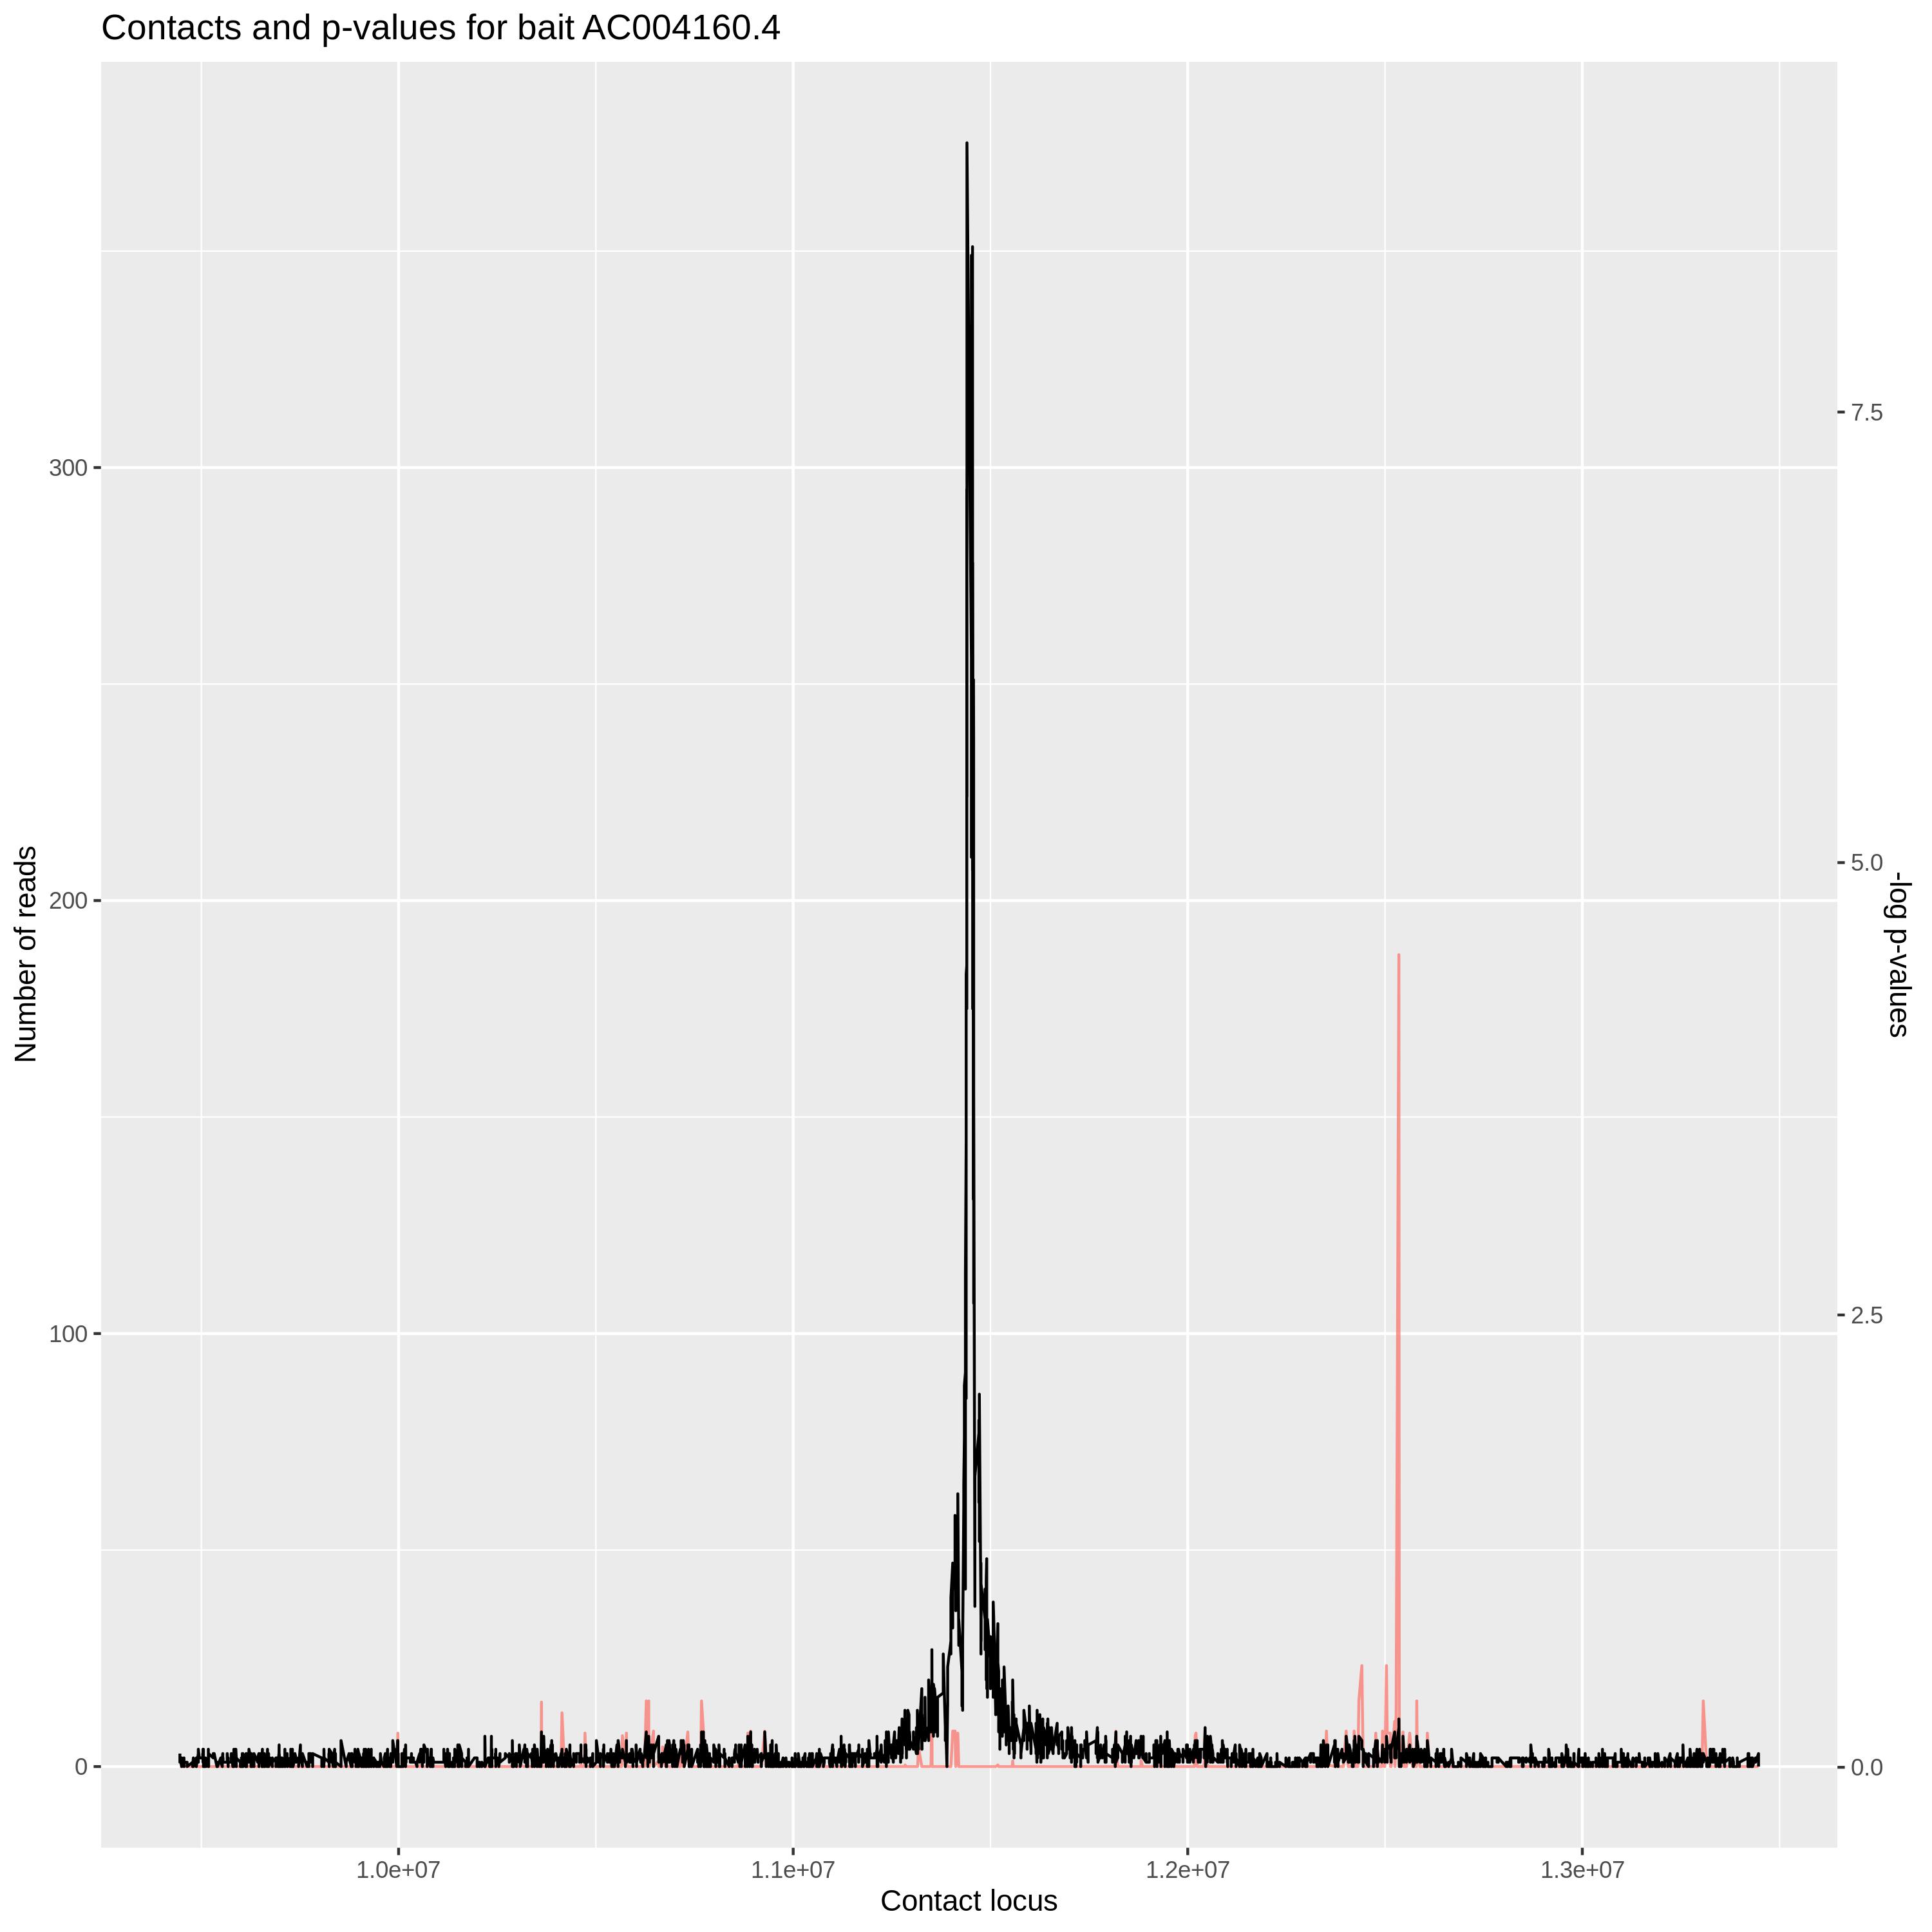 Contacts and p-values for bait AC004160.4
Number of reads
300
200
100
0
7.5
5.0
2.5
0.0
-log p-values
1.0e+07
1.1e+07
1.2e+07
1.3e+07
Contact locus